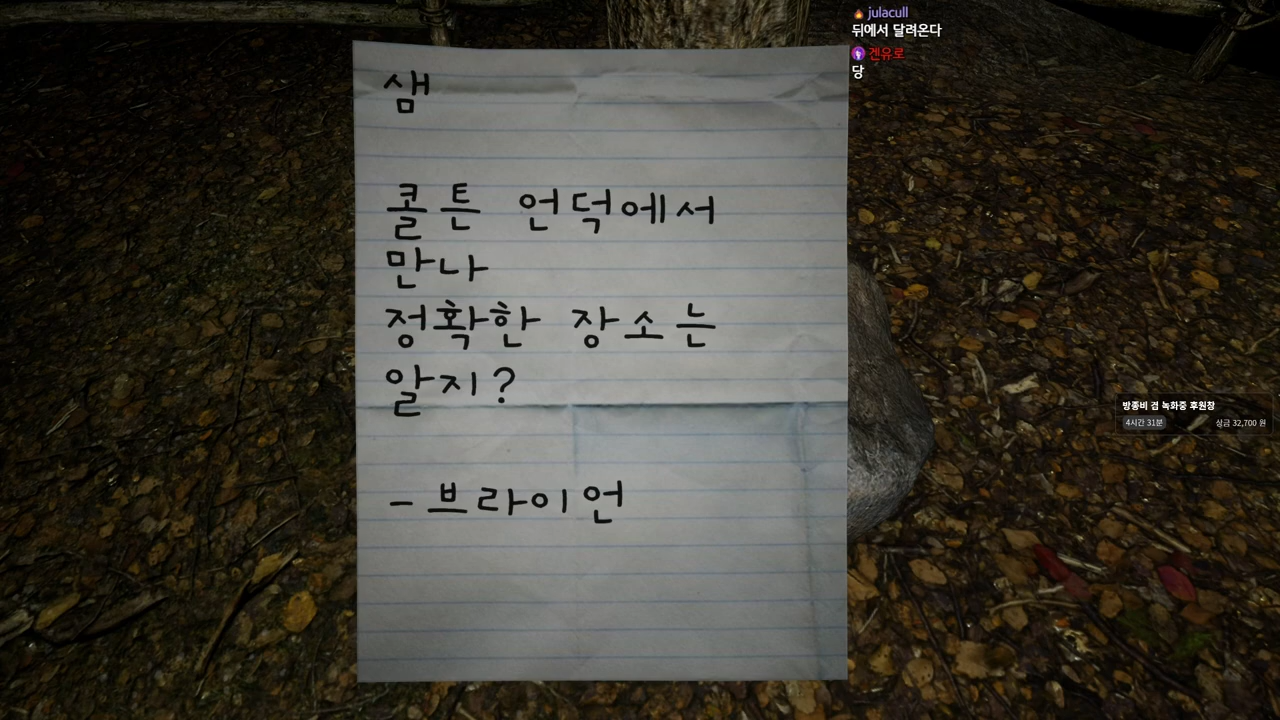 샘
콜튼 언덕에서
만나
정확한 장소는
알지?
-브라이언
julacull
뒤에서 달려온다
겐유로
당
방종비 겸 녹화중 후원창
4시간 31분
상금 32,700 원